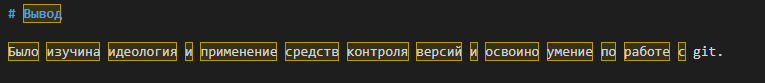 # Вывод
Было изучина идеология и применение средств контроля версий и освоино умение по работе с git.